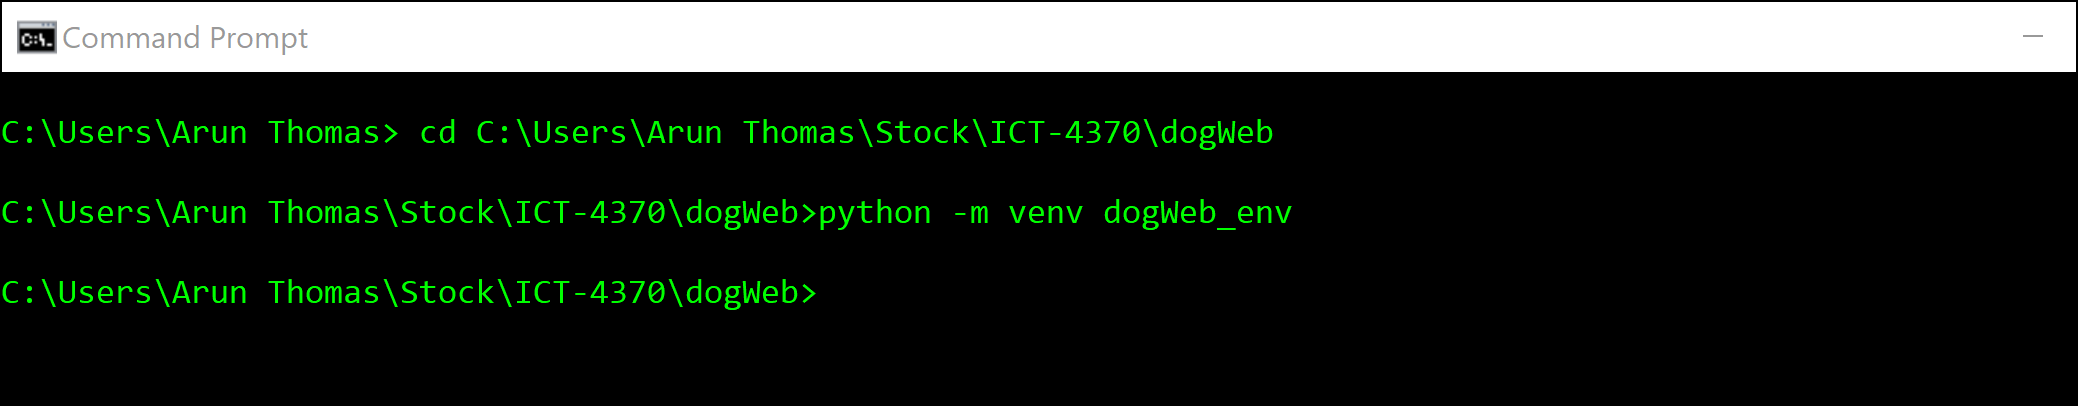 C:\. Command Prompt
C:\Users\Arun Thomas> cd C:\Users\Arun Thomas\Stock\ICT-4370\dogWeb
C:\Users\Arun Thomas\Stock\ICT-4370\dogWeb>python -m venv dogWeb_env
C:\Users\Arun Thomas\Stock\ICT-4370\dogWeb>